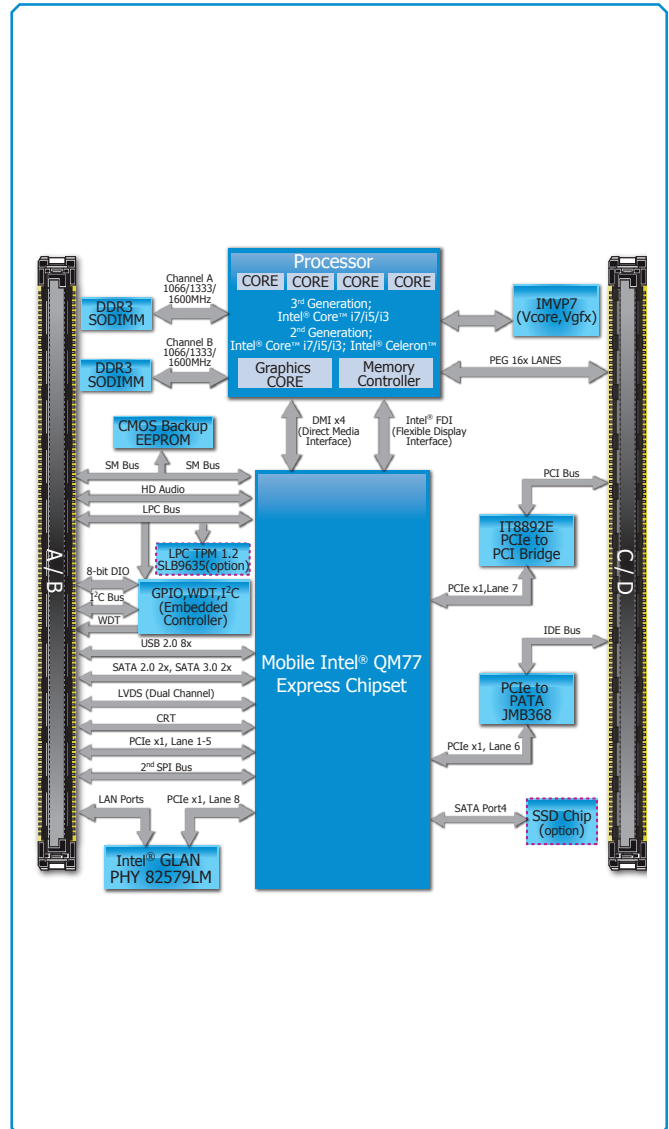 Processor
CORE CORE CORE CORE
3rd Generation;
Intel® Core™ i7/i5/i3
2nd Generation;
Intel® Core™ i7/i5/i3; Intel® Celeron™
Graphics
CORE
Memory
Controller
Channel A
1066/1333/
1600MHz
DDR3
SODIMM
Channel B
1066/1333/
1600MHz
DDR3
SODIMM
IMVP7
(Vcore,Vgfx)
PEG 16x LANES
DMI x4
(Direct Media
Interface)
Intel® FDI
(Flexible Display
Interface)
CMOS Backup
EEPROM
SM Bus
SM Bus
HD Audio
LPC Bus
LPC TPM 1.2
SLB9635(option)
A / B
8-bit DIO
I²C Bus
WDT
GPIO,WDT,I²C
(Embedded
Controller)
USB 2.0 8x
SATA 2.0 2x, SATA 3.0 2x
LVDS (Dual Channel)
CRT
PCIe x1, Lane 1-5
2nd SPI Bus
LAN Ports
PCIe x1, Lane 8
Intel® GLAN
PHY 82579LM
Mobile Intel® QM77
Express Chipset
PCI Bus
IT8892E
PCIe to
PCI Bridge
PCIe x1,Lane 7
C / D
IDE Bus
PCIe to
PATA
JMB368
PCIe x1, Lane 6
SATA Port4
SSD Chip
(option)